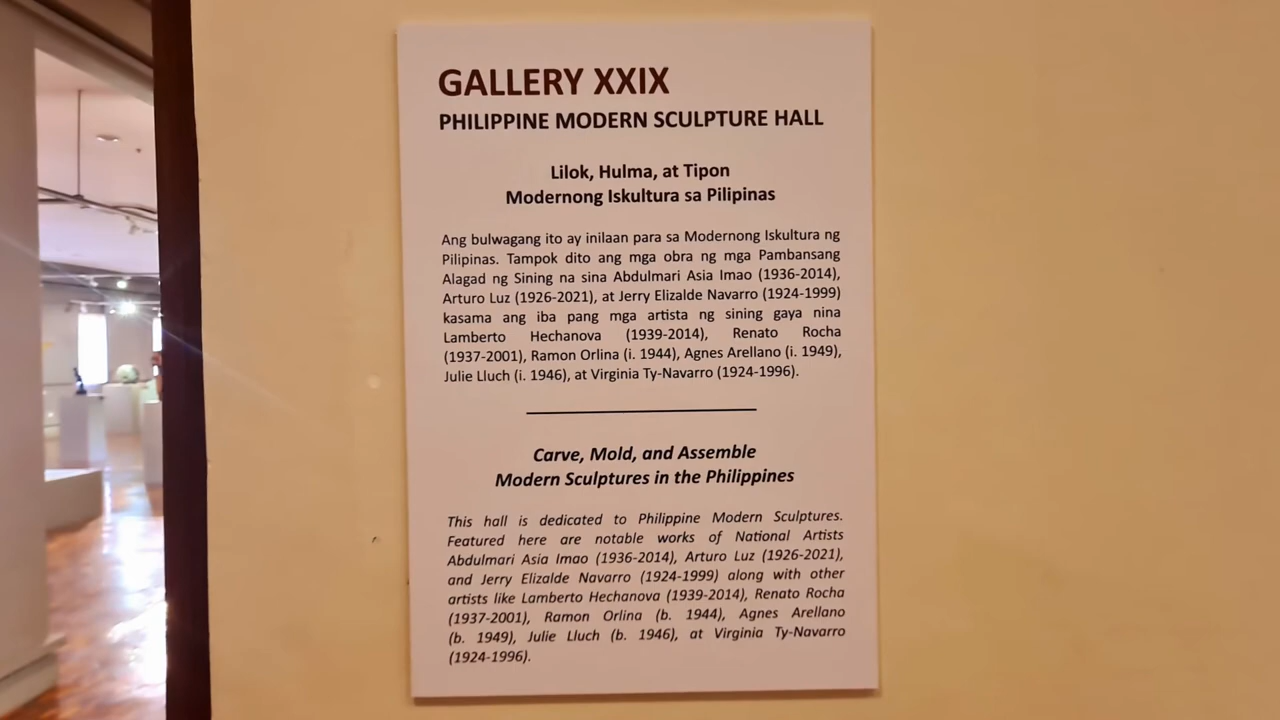 GALLERY XXIX
PHILIPPINE MODERN SCULPTURE HALL
Lilok, Hulma, at Tipon
Modernong Iskultura sa Pilipinas
Ang bulwagang ito ay inilaan para sa Modernong Iskultura ng
Pilipinas. Tampok dito ang mga obra ng mga Pambansang
Alagad ng Sining na sina Abdulmari Asia Imao (1936-2014),
Arturo Luz (1926-2021), at Jerry Elizalde Navarro (1924-1999)
kasama ang iba pang mga artista ng sining gaya nina
Lamberto Hechanova (1939-2014), Renato Rocha
(1937-2001), Ramon Orlina (i. 1944), Agnes Arellano (i. 1949),
Julie Lluch (i. 1946), at Virginia Ty-Navarro (1924-1996).
Carve, Mold, and Assemble
Modern Sculptures in the Philippines
This hall is dedicated to Philippine Modern Sculptures.
Featured here are notable works of National Artists
Abdulmari Asia Imao (1936-2014), Arturo Luz (1926-2021),
and Jerry Elizalde Navarro (1924-1999) along with other
artists like Lamberto Hechanova (1939-2014), Renato Rocha
(1937-2001), Ramon Orlina (b. 1944), Agnes Arellano
(b. 1949), Julie Lluch (b. 1946), at Virginia Ty-Navarro
(1924-1996).